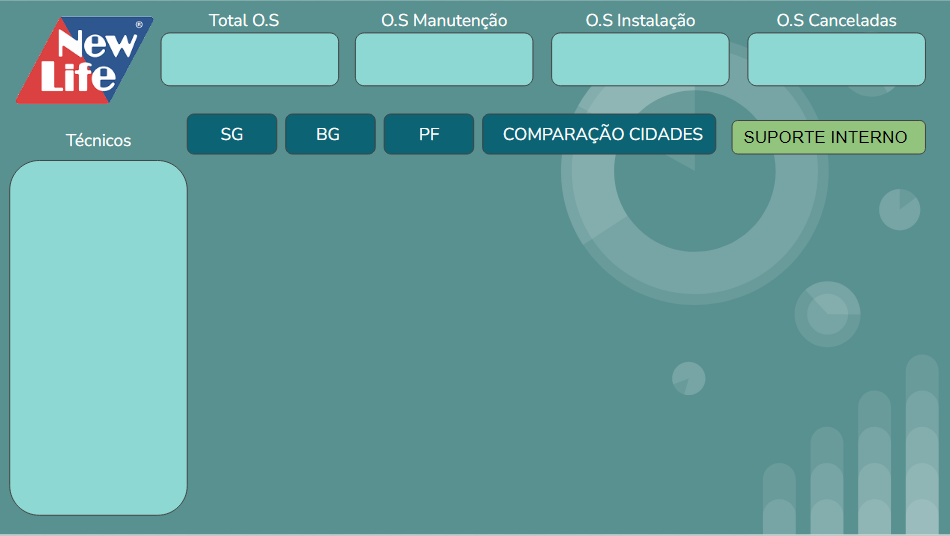 New
Life
®
Total O.S
O.S Manutenção
O.S Instalação
O.S Canceladas
Técnicos
SG
BG
PF
COMPARAÇÃO CIDADES
SUPORTE INTERNO